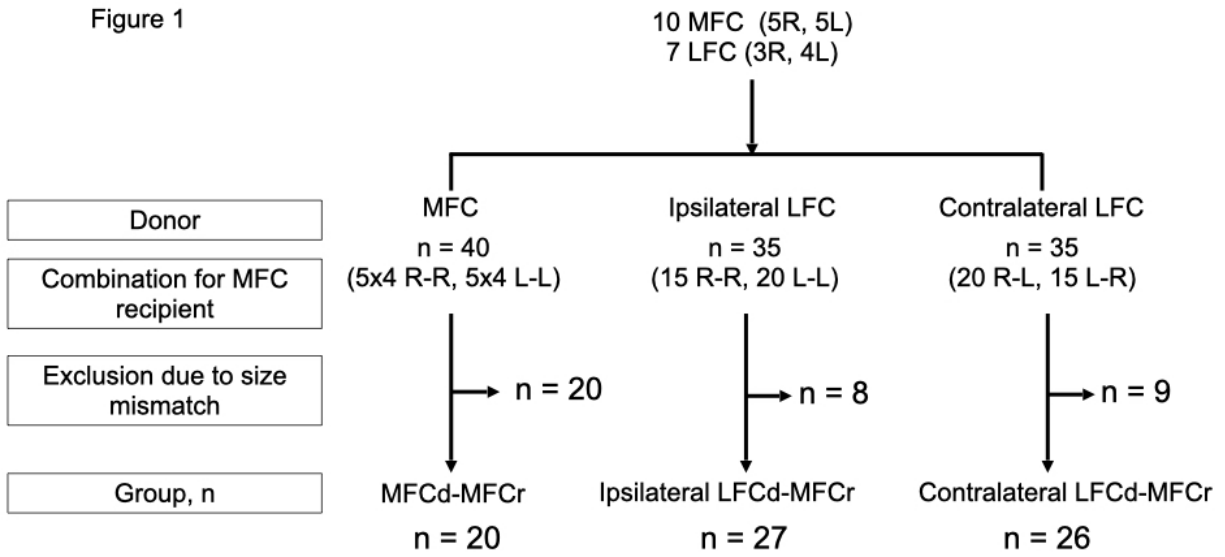 Figure 1
10 MFC (5R, 5L)
7 LFC (3R, 4L)
Donor
MFC
Ipsilateral LFC
Contralateral LFC
Combination for MFC
recipient
n = 40
(5x4 R-R, 5x4 L-L)
n = 35
(15 R-R, 20 L-L)
n = 35
(20 R-L, 15 L-R)
Exclusion due to size
mismatch
n = 20
n = 8
n = 9
Group, n
MFCd-MFCr
n = 20
Ipsilateral LFCd-MFCr
n = 27
Contralateral LFCd-MFCr
n = 26